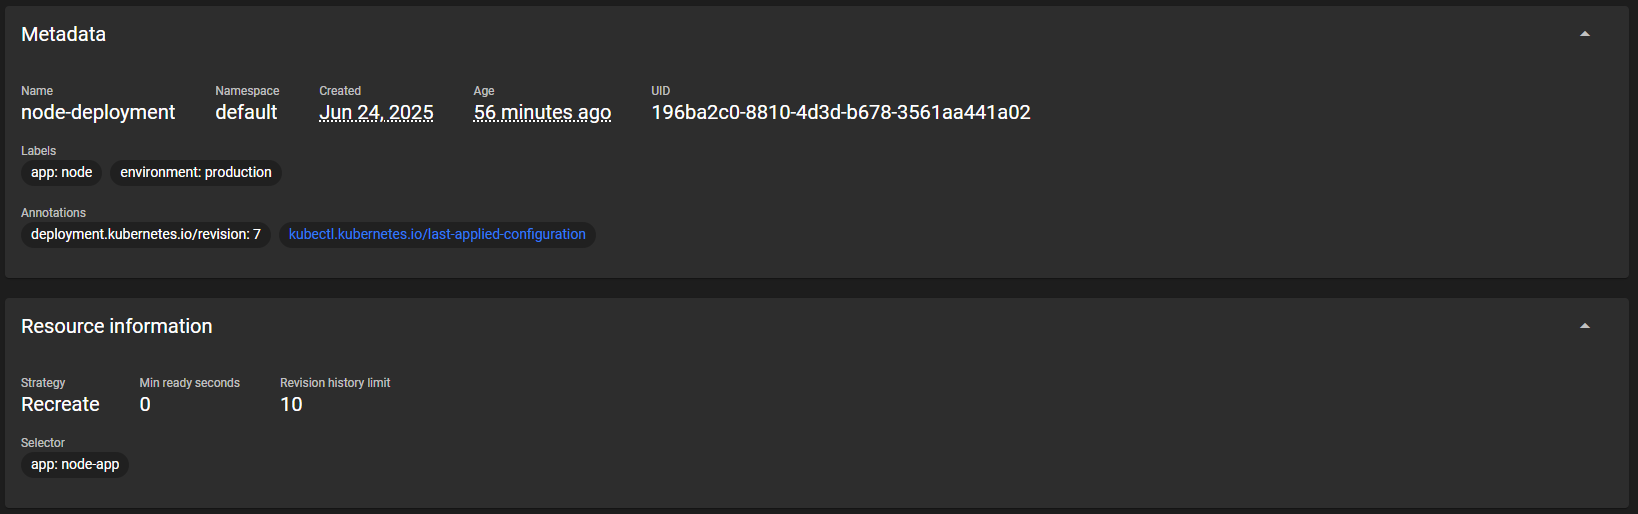 Metadata
Name Namespace Created Age UID
node-deployment default Jun 24, 2025 56 minutes ago 196ba2c0-8810-4d3d-b678-3561aa441a02
Labels
app: node environment: production
Annotations
deployment.kubernetes.io/revision: 7 kubectl.kubernetes.io/last-applied-configuration
Resource information
Strategy Min ready seconds Revision history limit
Recreate 0 10
Selector
app: node-app